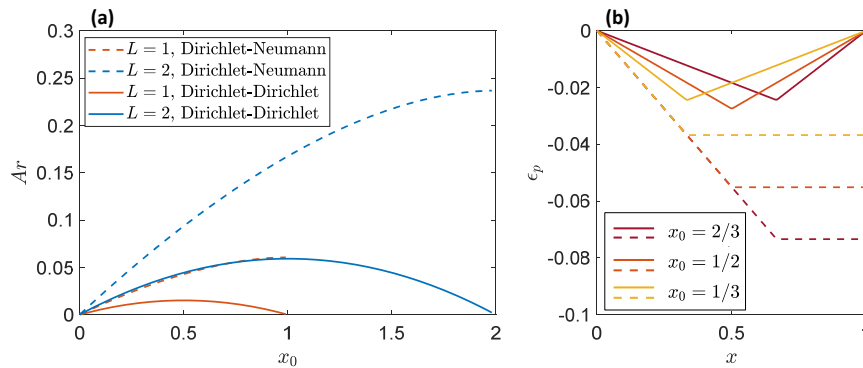 (a)
0.3
0.25
0.2
0.15
0.1
0.05
0
Ar
L = 1, Dirichlet-Neumann
L = 2, Dirichlet-Neumann
L = 1, Dirichlet-Dirichlet
L = 2, Dirichlet-Dirichlet
0 0.5 1 1.5 2
x₀
(b)
0
-0.02
-0.04
-0.06
-0.08
-0.1
ϵₚ
x₀ = 2/3
x₀ = 1/2
x₀ = 1/3
0 0.5 1
x